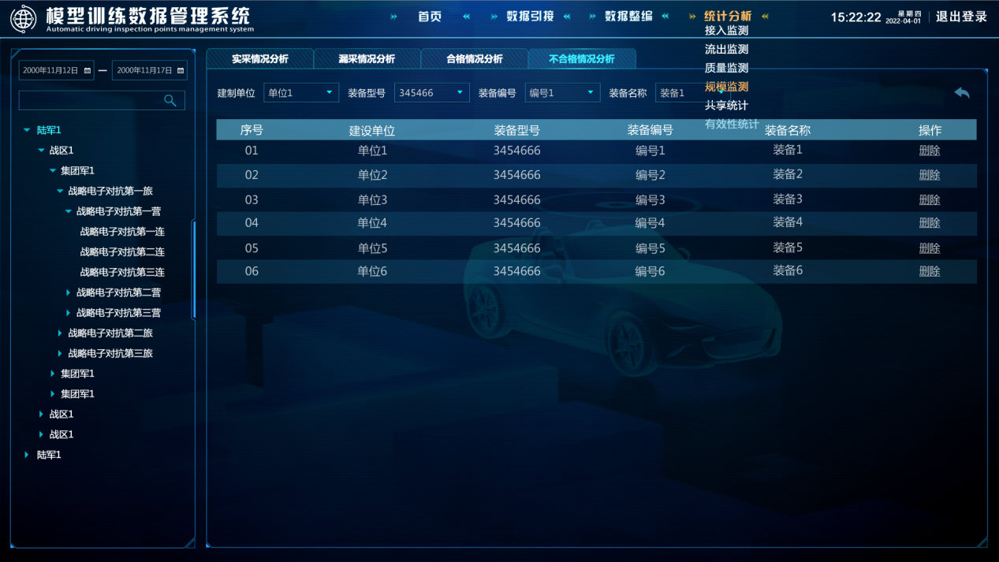 模型训练数据管理系统
Automatic driving inspection points management system
首页 数据引接 数据整编 统计分析
15:22:22 星期四 2022-04-01 退出登录
接入监测
流出监测
质量监测
规模监测
共享统计
有效性统计
2000年11月12日 — 2000年11月17日
陆军1
战区1
集团军1
战略电子对抗第一旅
战略电子对抗第一营
战略电子对抗第一连
战略电子对抗第二连
战略电子对抗第三连
战略电子对抗第二营
战略电子对抗第三营
战略电子对抗第二旅
战略电子对抗第三旅
集团军1
集团军1
战区1
战区1
陆军1
实采情况分析 漏采情况分析 合格情况分析 不合格情况分析
建制单位 单位1 装备型号 345466 装备编号 编号1 装备名称 装备1
序号 建设单位 装备型号 装备编号 装备名称 操作
01 单位1 3454666 编号1 装备1 删除
02 单位2 3454666 编号2 装备2 删除
03 单位3 3454666 编号3 装备3 删除
04 单位4 3454666 编号4 装备4 删除
05 单位5 3454666 编号5 装备5 删除
06 单位6 3454666 编号6 装备6 删除